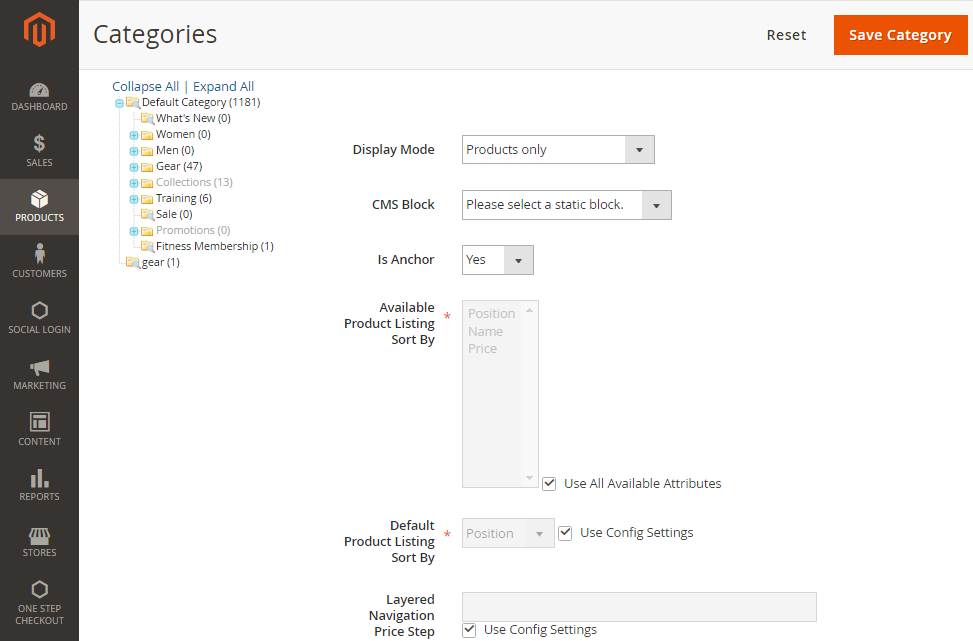 Categories
Reset
Save Category
DASHBOARD
SALES
PRODUCTS
CUSTOMERS
SOCIAL LOGIN
MARKETING
CONTENT
REPORTS
STORES
ONE STEP
CHECKOUT
Collapse All | Expand All
Default Category (1181)
What's New (0)
Women (0)
Men (0)
Gear (47)
Collections (13)
Training (6)
Sale (0)
Promotions (0)
Fitness Membership (1)
gear (1)
Display Mode
Products only
CMS Block
Please select a static block.
Is Anchor
Yes
Available
Product Listing *
Sort By
Position
Name
Price
Use All Available Attributes
Default
Product Listing *
Sort By
Position
Use Config Settings
Layered
Navigation
Price Step
Use Config Settings